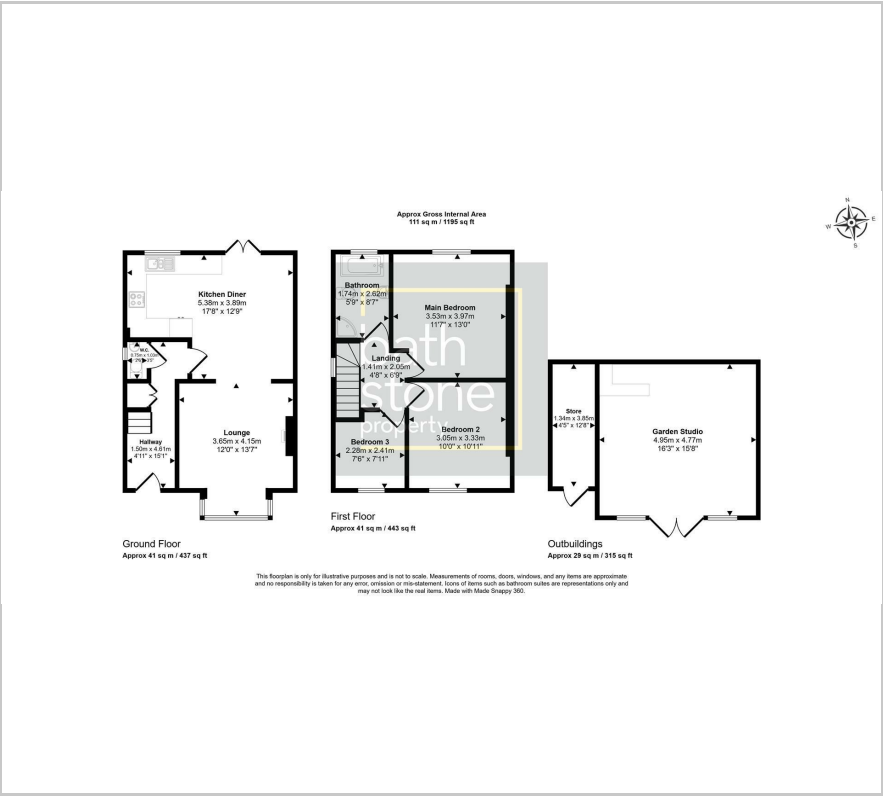 Approx Gross Internal Area
111 sq m / 1195 sq ft
N
E
S
W
Kitchen Diner
5.38m x 3.89m
17'8" x 12'9"
W.C.
Lounge
3.65m x 4.15m
12'0" x 13'7"
Hallway
1.50m x 4.61m
4'11" x 15'1"
Ground Floor
Approx 41 sq m / 437 sq ft
Bathroom
1.74m x 2.62m
5'9" x 8'7"
Main Bedroom
3.53m x 3.97m
11'7" x 13'0"
Landing
1.41m x 2.05m
4'8" x 6'9"
Bedroom 3
2.28m x 2.41m
7'6" x 7'11"
Bedroom 2
3.05m x 3.33m
10'0" x 10'11"
bath
stone
property
First Floor
Approx 41 sq m / 443 sq ft
Store
1.34m x 3.85m
4'5" x 12'8"
Garden Studio
4.95m x 4.77m
16'3" x 15'8"
Outbuildings
Approx 29 sq m / 315 sq ft
This floorplan is only for illustrative purposes and is not to scale. Measurements of rooms, doors, windows, and any items are approximate
and no responsibility is taken for any error, omission or mis-statement. Icons of items such as bathroom suites are representations only and
may not look like the real items. Made with Made Snappy 360.